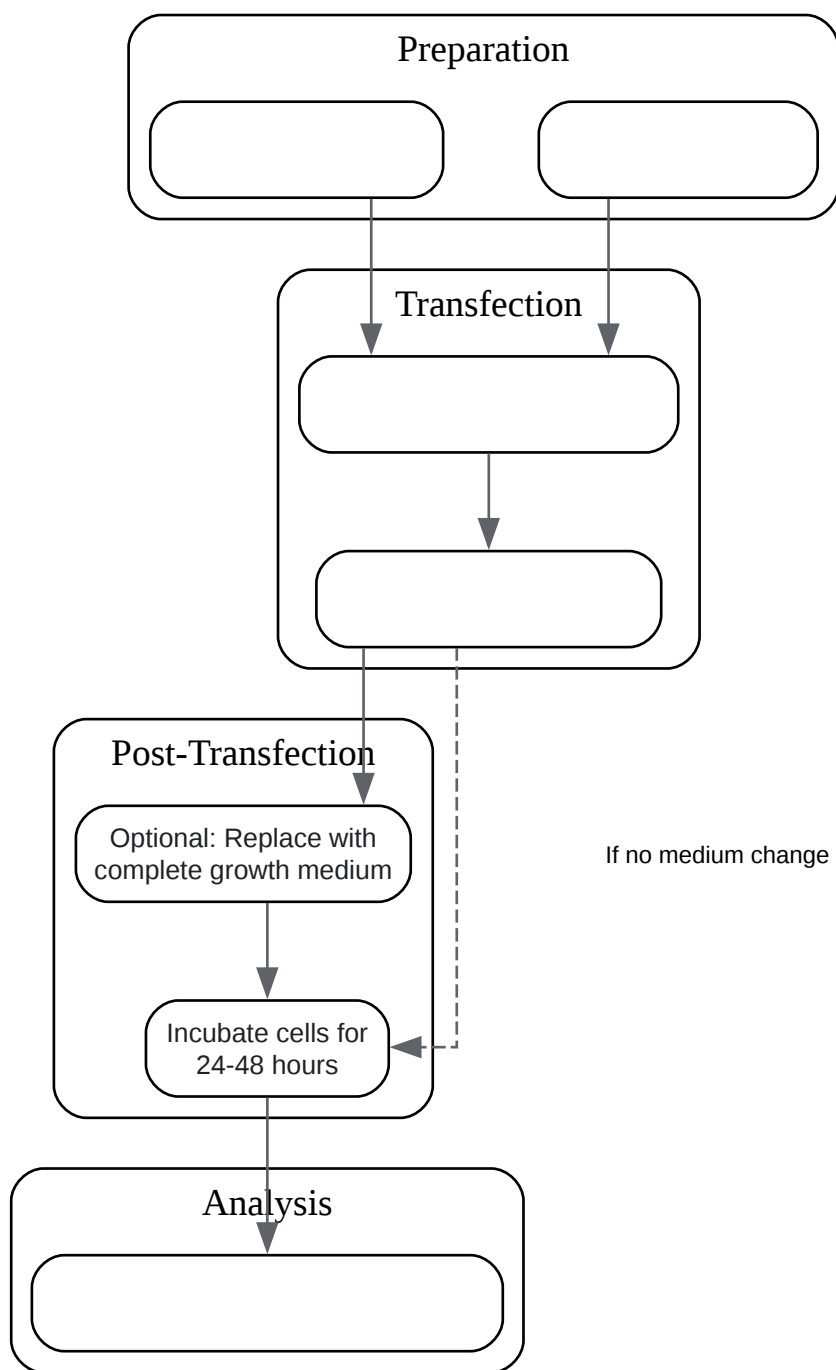 Preparation
Transfection
Post-Transfection
Optional: Replace with
complete growth medium
If no medium change
Incubate cells for
24-48 hours
Analysis